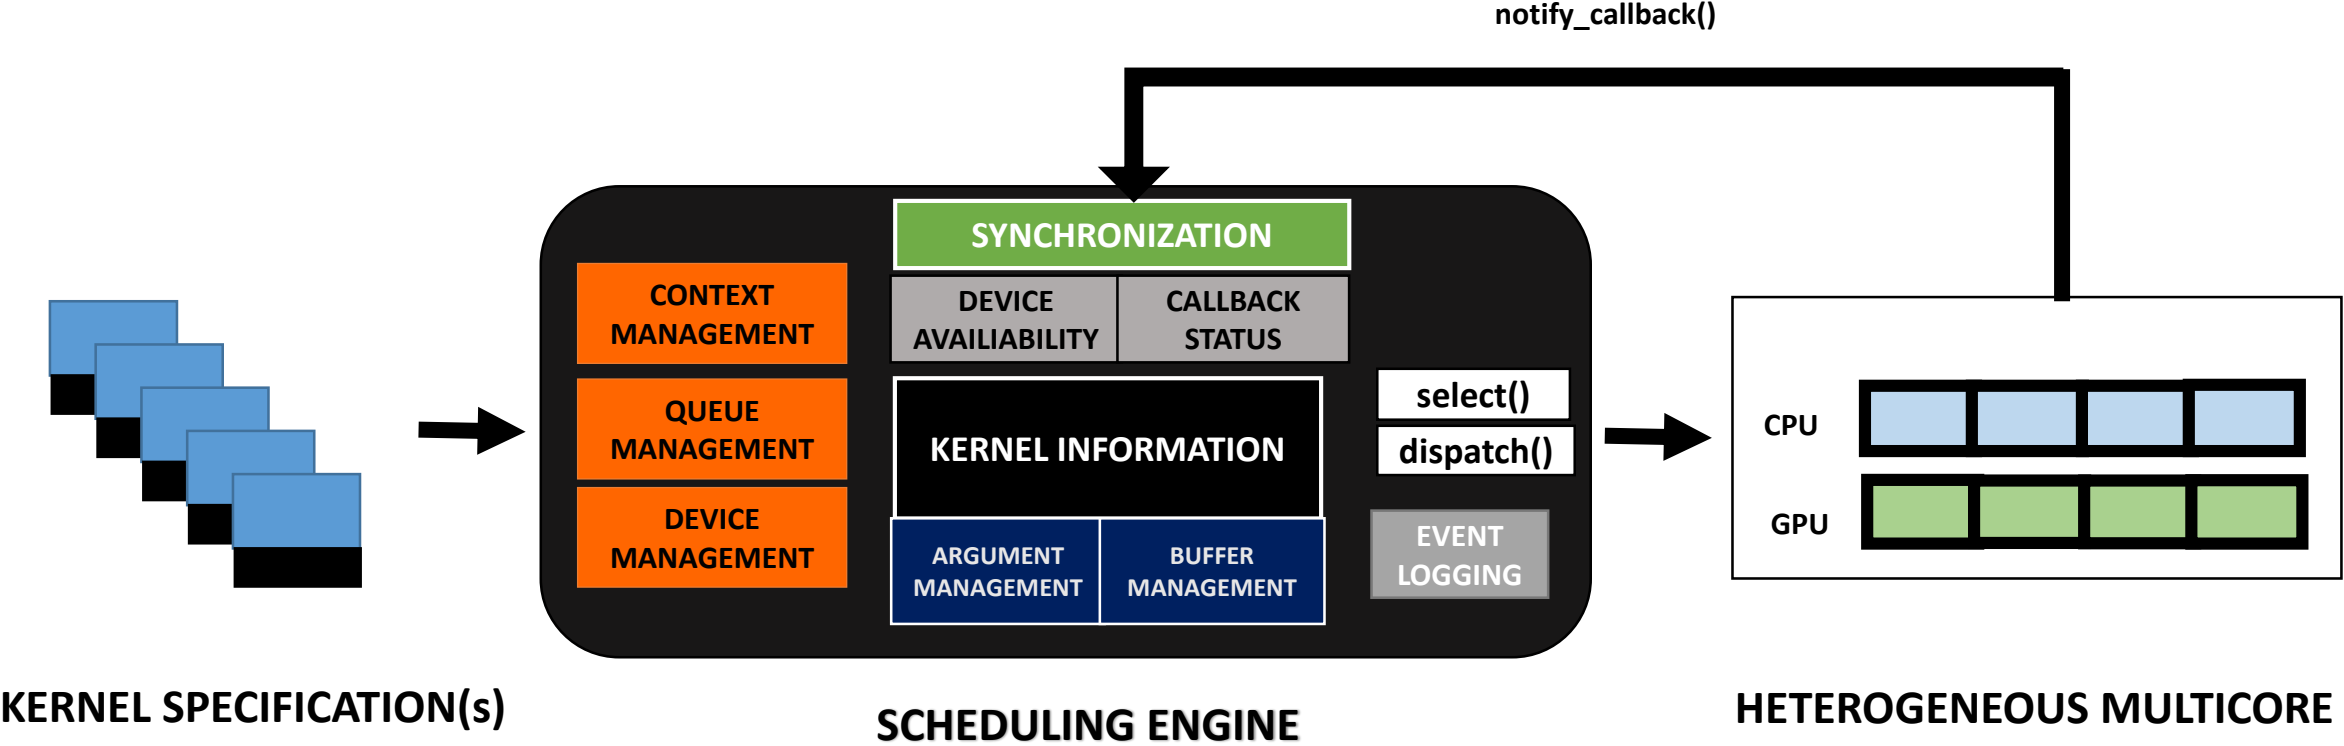 notify_callback()
SYNCHRONIZATION
CONTEXT
MANAGEMENT
DEVICE
AVAILIABILITY
CALLBACK
STATUS
QUEUE
MANAGEMENT
KERNEL INFORMATION
select()
dispatch()
DEVICE
MANAGEMENT
ARGUMENT
MANAGEMENT
BUFFER
MANAGEMENT
EVENT
LOGGING
CPU
GPU
KERNEL SPECIFICATION(s)
SCHEDULING ENGINE
HETEROGENEOUS MULTICORE